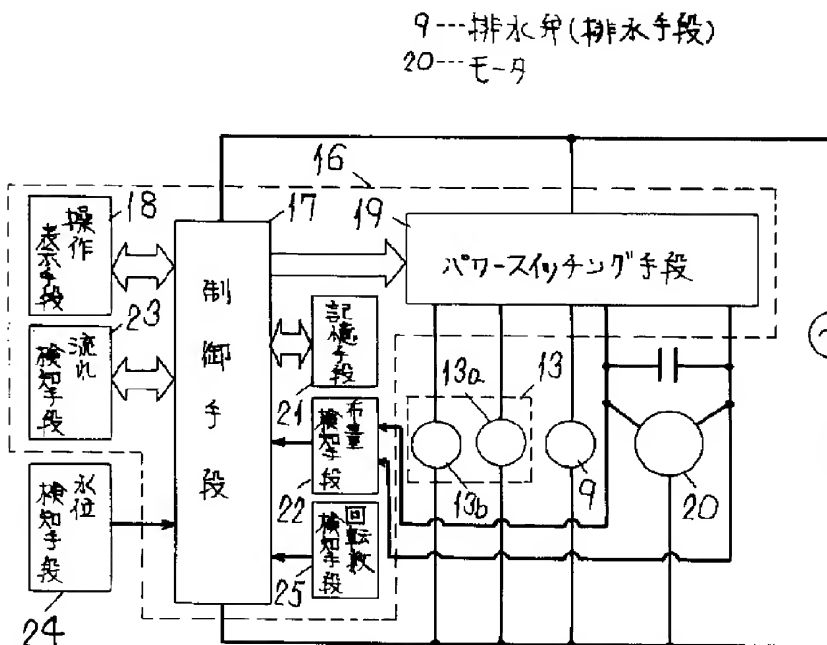 9---排水弁(排水手段)
20---モータ
16
18
操作
表示手段
17
制御手段
19
パワースイッチング手段
23
流れ
検知手段
記憶手段
21
13a
13
布量
検知手段
22
13b
9
20
水位
検知手段
24
回転数
検知手段
25
~